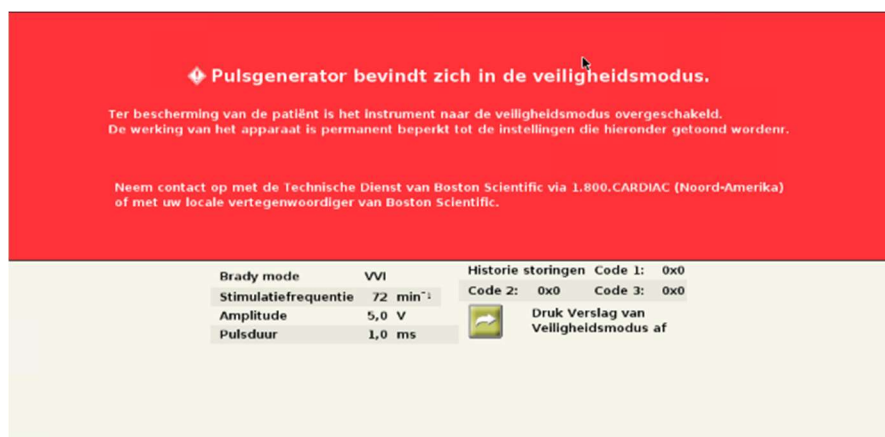 Pulsgenerator bevindt zich in de veiligheidsmodus.
Ter bescherming van de patiënt is het instrument naar de veiligheidsmodus overgeschakeld.
De werking van het apparaat is permanent beperkt tot de instellingen die hieronder getoond wordenr.
Neem contact op met de Technische Dienst van Boston Scientific via 1.800.CARDIAC (Noord-Amerika)
of met uw locale vertegenwoordiger van Boston Scientific.
Brady mode VVI
Stimulatiefrequentie 72 min⁻¹
Amplitude 5,0 V
Pulsduur 1,0 ms
Historie storingen Code 1: 0x0
Code 2: 0x0 Code 3: 0x0
Druk Verslag van
Veiligheidsmodus af